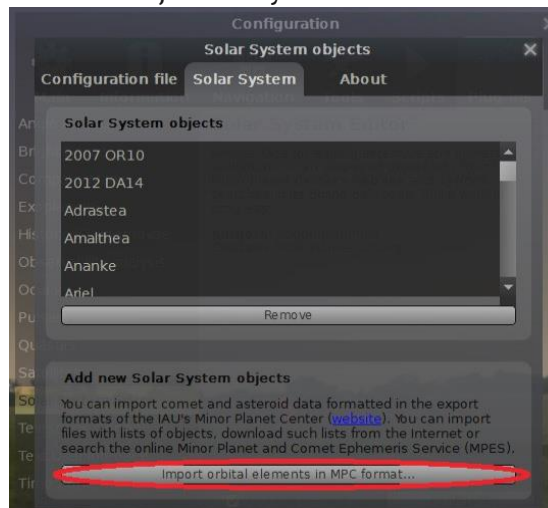 Configuration
Solar System objects
Configuration file Solar System About
Solar System objects
2007 OR10
2012 DA14
Adrastea
Amalthea
Ananke
Ariel
Remove
Add new Solar System objects
You can import comet and asteroid data formatted in the export
formats of the IAU's Minor Planet Center (website). You can import
files with lists of objects, download such lists from the Internet or
search the online Minor Planet and Comet Ephemeris Service (MPES).
Import orbital elements in MPC format...